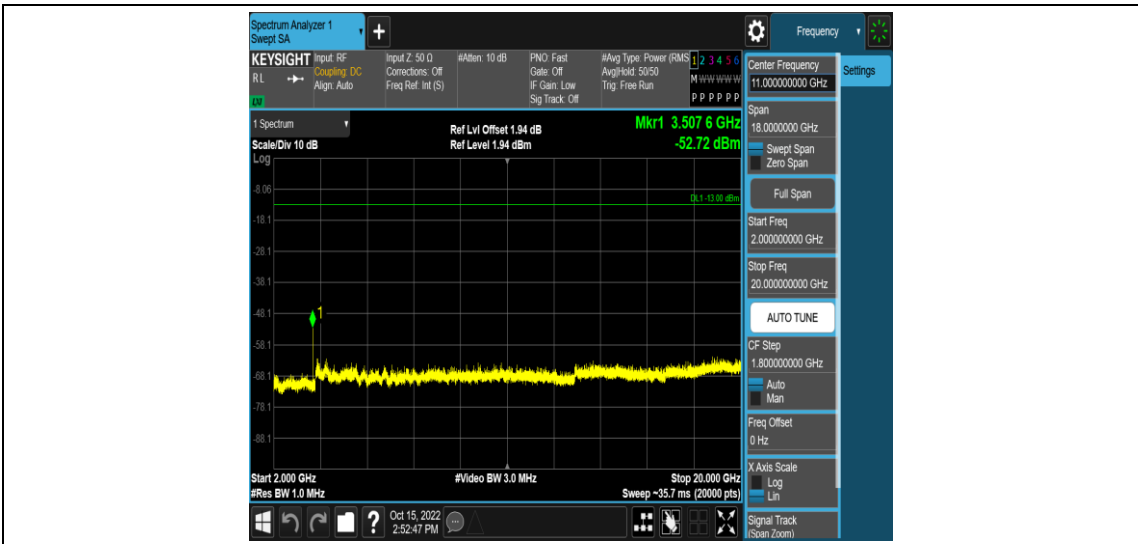 Spectrum Analyzer 1
Swept SA
Frequency
KEYSIGHT
RL
LXI
Input: RF
Coupling: DC
Align: Auto
Input Z: 50 Ω
Corrections: Off
Freq Ref: Int (S)
#Atten: 10 dB
PNO: Fast
Gate: Off
IF Gain: Low
Sig Track: Off
#Avg Type: Power (RMS
Avg|Hold: 50/50
Trig: Free Run
1 2 3 4 5 6
M W W W W W
P P P P P P
1 Spectrum
Scale/Div 10 dB
Log
Ref Lvl Offset 1.94 dB
Ref Level 1.94 dBm
Mkr1 3.507 6 GHz
-52.72 dBm
-8.06
DL1 -13.00 dBm
-18.1
-28.1
-38.1
-48.1
1
-58.1
-68.1
-78.1
-88.1
Start 2.000 GHz
#Res BW 1.0 MHz
#Video BW 3.0 MHz
Stop 20.000 GHz
Sweep ~35.7 ms (20000 pts)
?
Oct 15, 2022
2:52:47 PM
Center Frequency
11.000000000 GHz
Settings
Span
18.0000000 GHz
Swept Span
Zero Span
Full Span
Start Freq
2.000000000 GHz
Stop Freq
20.000000000 GHz
AUTO TUNE
CF Step
1.800000000 GHz
Auto
Man
Freq Offset
0 Hz
X Axis Scale
Log
Lin
Signal Track
(Span Zoom)